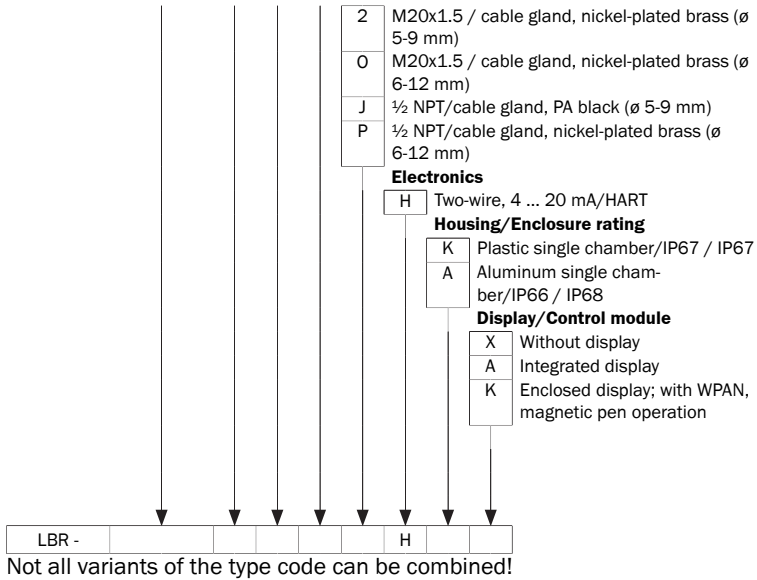 2 M20x1.5 / cable gland, nickel-plated brass (ø
5-9 mm)
O M20x1.5 / cable gland, nickel-plated brass (ø
6-12 mm)
J ½ NPT/cable gland, PA black (ø 5-9 mm)
P ½ NPT/cable gland, nickel-plated brass (ø
6-12 mm)
Electronics
H Two-wire, 4 ... 20 mA/HART
Housing/Enclosure rating
K Plastic single chamber/IP67 / IP67
A Aluminum single cham-
ber/IP66 / IP68
Display/Control module
X Without display
A Integrated display
K Enclosed display; with WPAN,
magnetic pen operation
LBR - H
Not all variants of the type code can be combined!